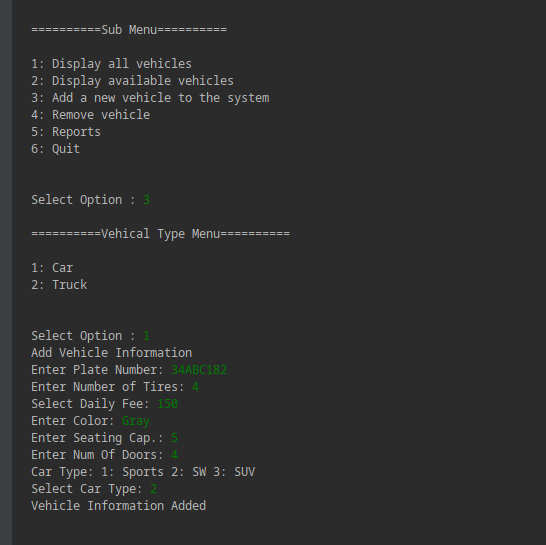 ==========Sub Menu==========
1: Display all vehicles
2: Display available vehicles
3: Add a new vehicle to the system
4: Remove vehicle
5: Reports
6: Quit
Select Option : 3
==========Vehical Type Menu==========
1: Car
2: Truck
Select Option : 1
Add Vehicle Information
Enter Plate Number: 34ABC182
Enter Number of Tires: 4
Select Daily Fee: 150
Enter Color: Gray
Enter Seating Cap.: 5
Enter Num Of Doors: 4
Car Type: 1: Sports 2: SW 3: SUV
Select Car Type: 2
Vehicle Information Added